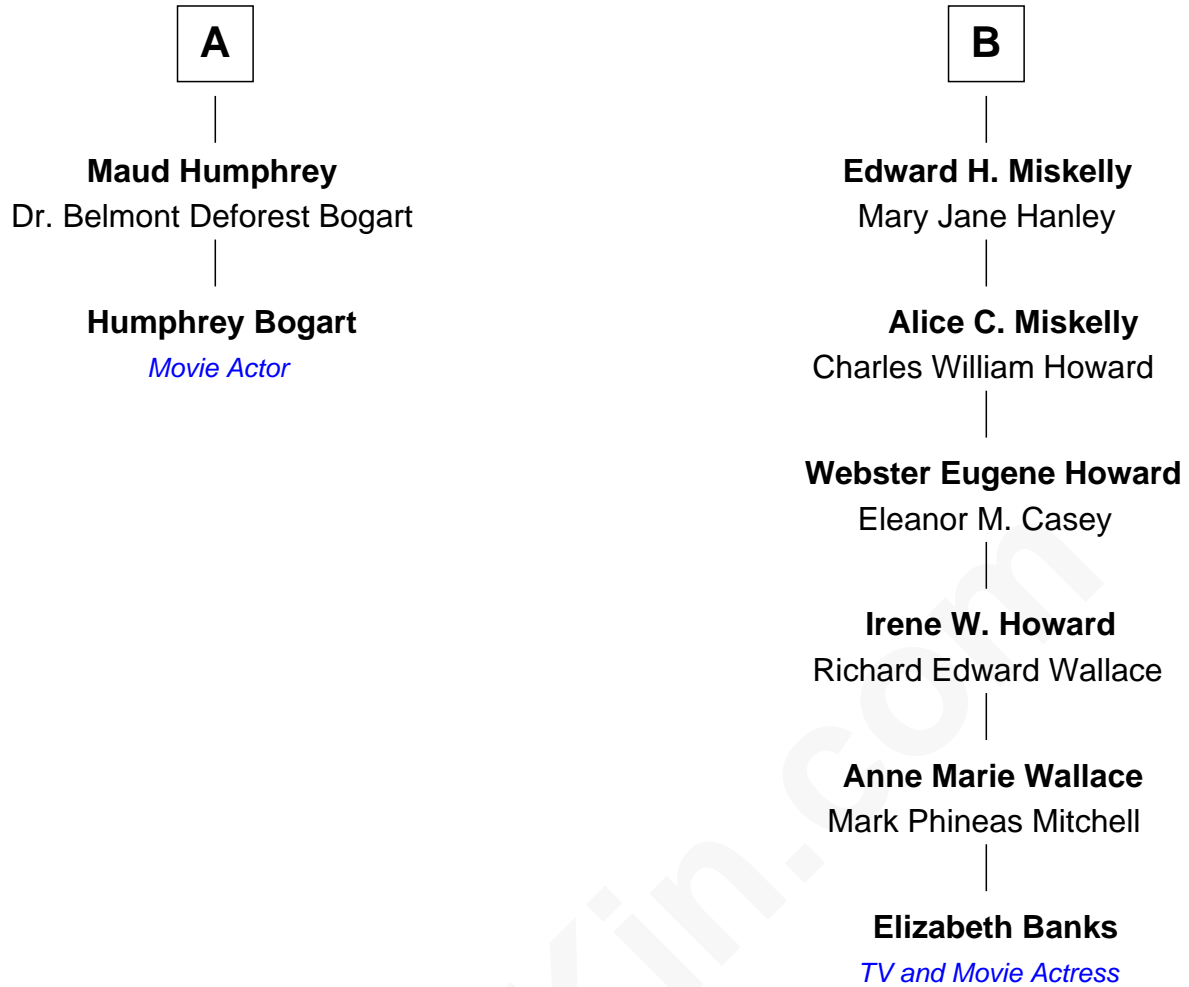 A
Maud Humphrey
Dr. Belmont Deforest Bogart
Humphrey Bogart
Movie Actor
B
Edward H. Miskelly
Mary Jane Hanley
Alice C. Miskelly
Charles William Howard
Webster Eugene Howard
Eleanor M. Casey
Irene W. Howard
Richard Edward Wallace
Anne Marie Wallace
Mark Phineas Mitchell
Elizabeth Banks
TV and Movie Actress
Kin.com